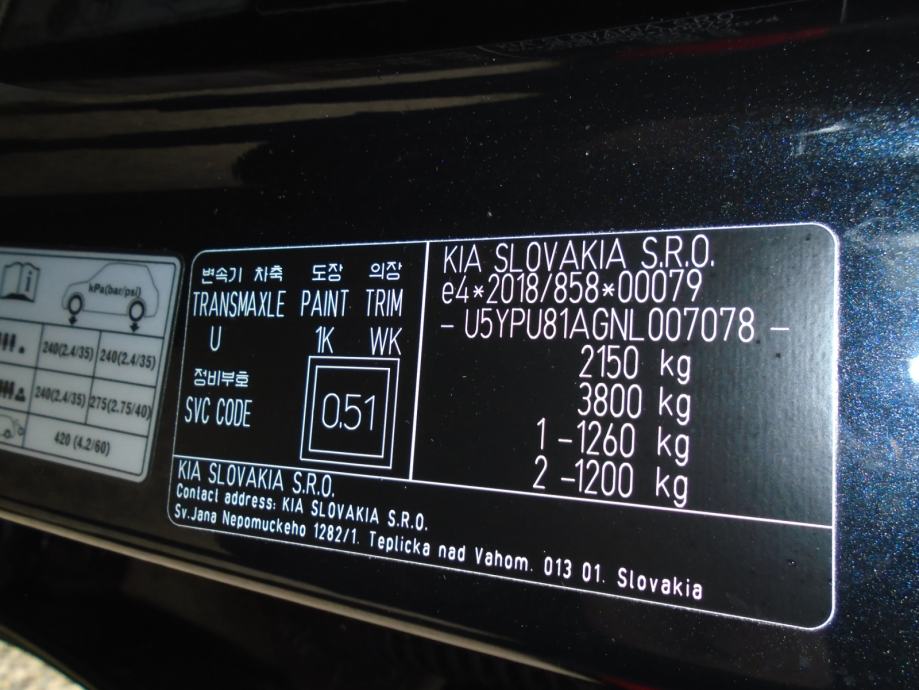 kPa(bar/psi)
240(2.4/35) 240(2.4/35)
240(2.4/35) 275(2.75/40)
420 (4.2/60)
변속기 차축 도장 의장
TRANSMAXLE PAINT TRIM
U 1K WK
정비부호
SVC CODE
0.51
KIA SLOVAKIA S.R.O.
e4*2018/858*00079
- U5YPU81AGNL007078 -
2150 kg
3800 kg
1 -1260 kg
2 -1200 kg
KIA SLOVAKIA S.R.O.
Contact address: KIA SLOVAKIA S.R.O.
Sv.Jana Nepomuckeho 1282/1. Teplicka nad Vahom. 013 01. Slovakia